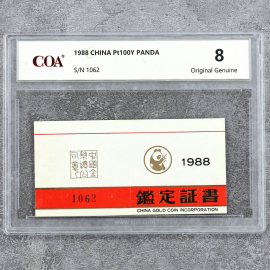 COA
1988 CHINA Pt100Y PANDA
S/N 1062
8
Original Genuine
1988
1062
鑑定証書
CHINA GOLD COIN INCORPORATION